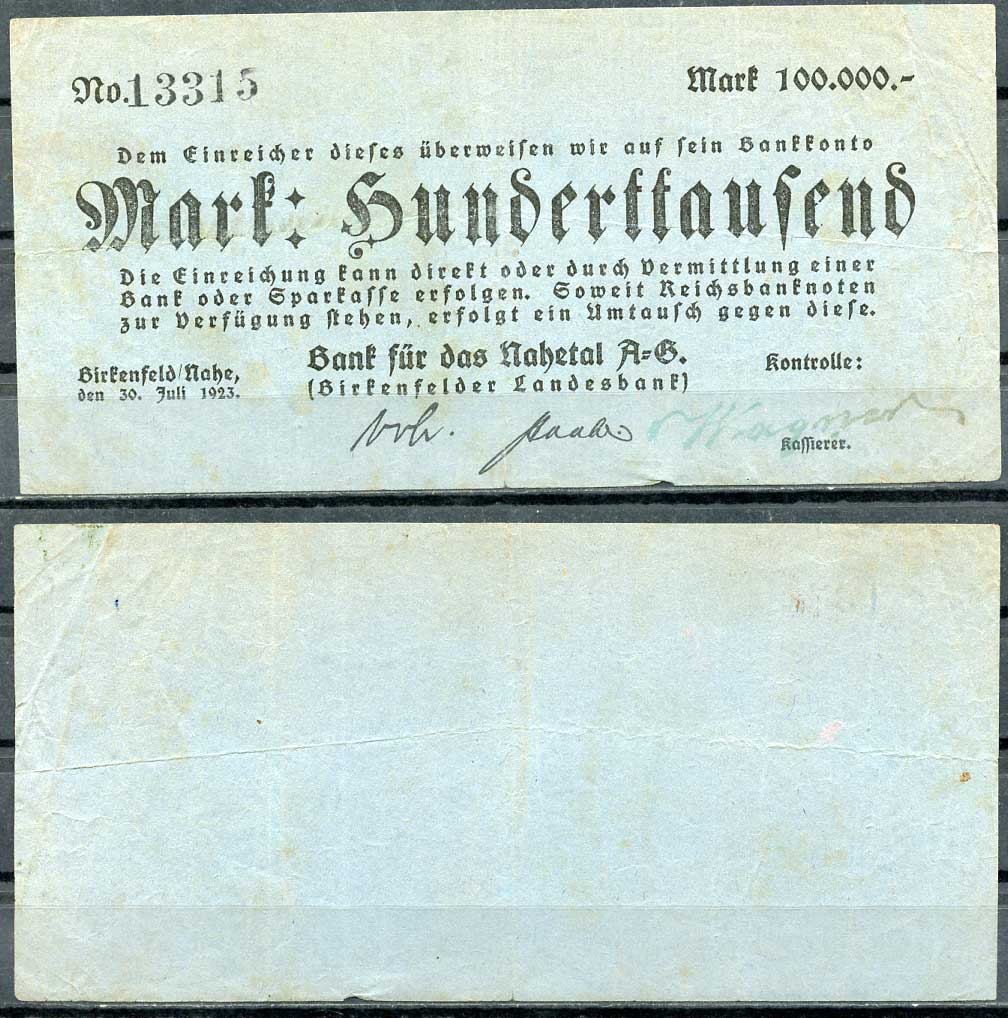 No. 13315
Mark 100.000.-
Dem Einreicher dieses überweisen wir auf sein Bankkonto
Mark: Hunderttausend
Die Einreichung kann direkt oder durch Vermittlung einer
Bank oder Sparkasse erfolgen. Soweit Reichsbanknoten
zur Verfügung stehen, erfolgt ein Umtausch gegen diese.
Birkenfeld/Nahe,
den 30. Juli 1923.
Bank für das Nahetal A=G.
(Birkenfelder Landesbank)
Kontrolle:
Wagner
Kassierer.